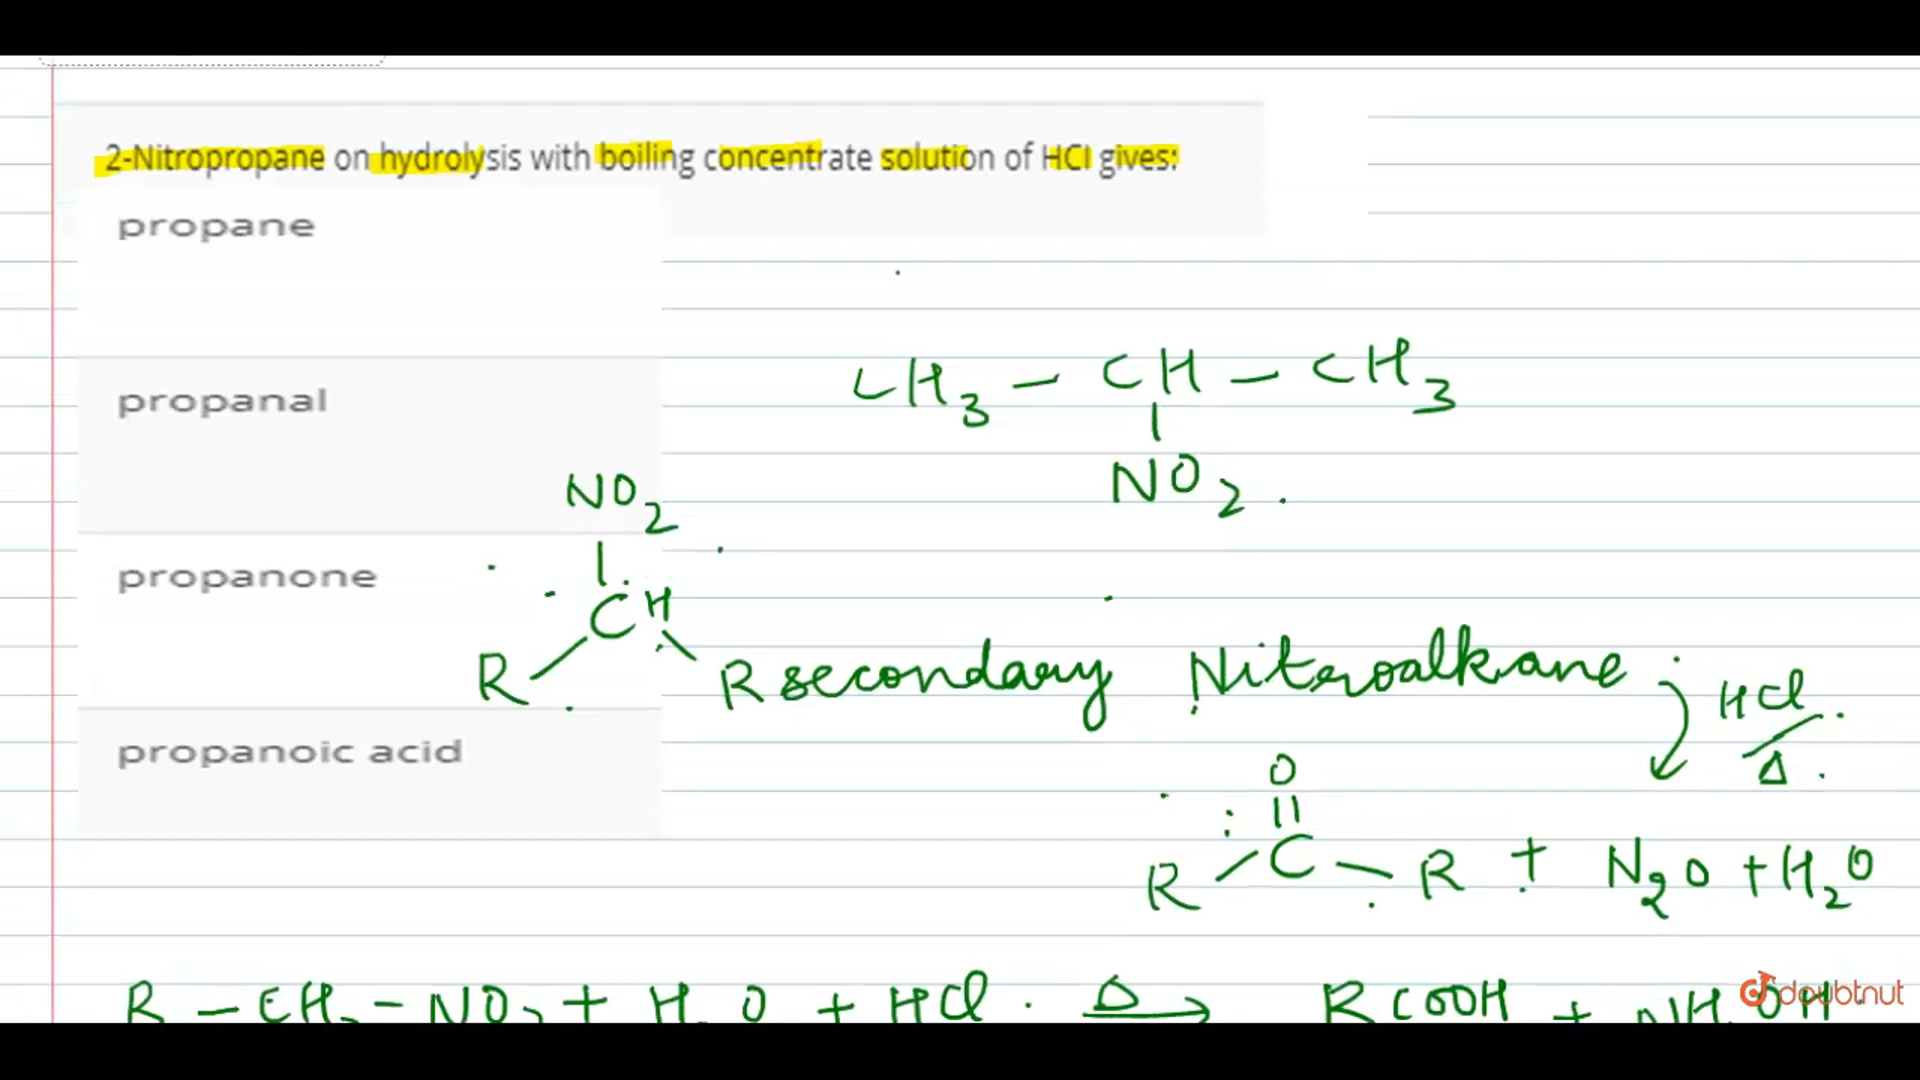 2-Nitropropane on hydrolysis with boiling concentrate solution of HCl gives:
propane
CH3 - CH - CH3
NO2
propanal
NO2
propanone
CH
R
R secondary Nitroalkane
HCl
Δ
propanoic acid
O
R C R + N2O + H2O
R - CH2 - NO2 + H2O + HCl Δ RCOOH + NH2OH
doubtnut